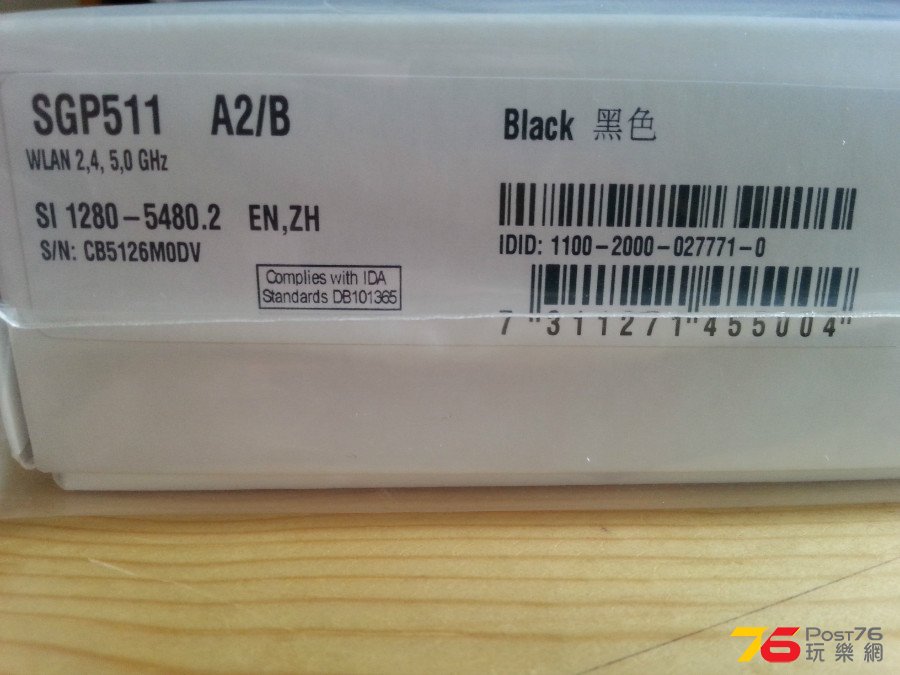 SGP511 A2/B
WLAN 2,4, 5,0 GHz
SI 1280-5480.2 EN,ZH
S/N: CB5126M0DV
Complies with IDA
Standards DB101365
Black 黑色
IDID: 1100-2000-027771-0
7 311271 455004
76 Post76
玩樂網